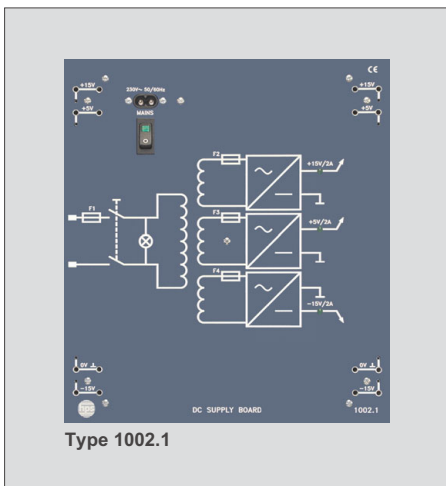 CE
+15V
230V~ 50/60Hz
+15V
+5V
MAINS
+5V
F2
+15V/2A
F1
F3
+5V/2A
F4
-15V/2A
0V
0V
-15V
-15V
hps
DC SUPPLY BOARD
1002.1
Type 1002.1